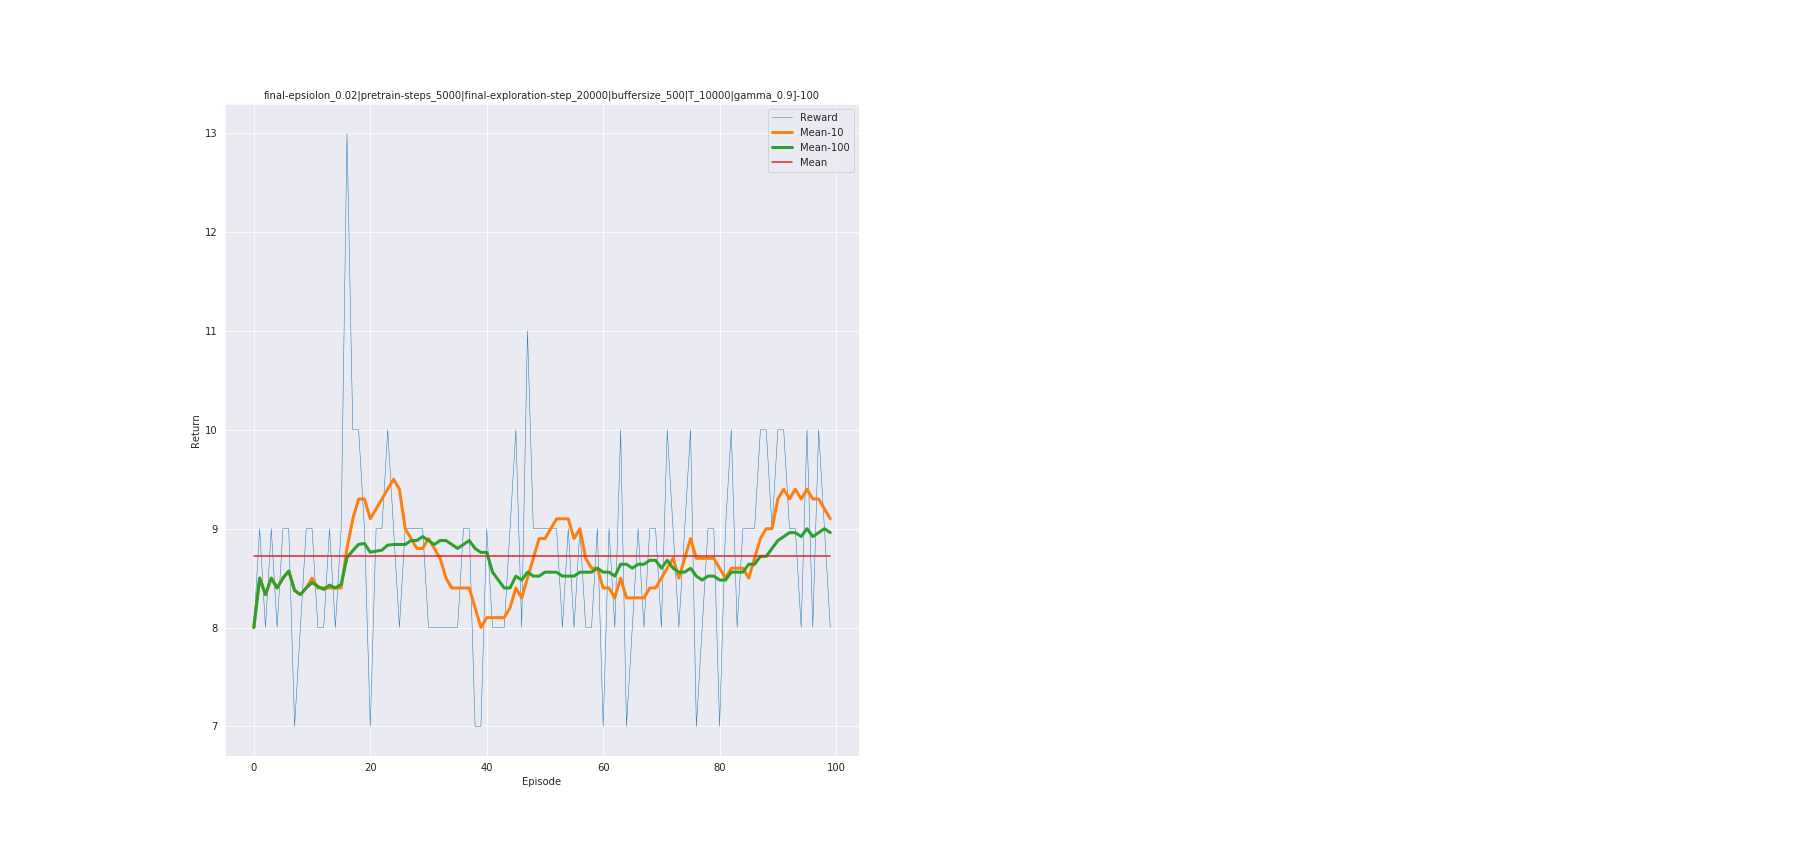 final-epsiolon_0.02|pretrain-steps_5000|final-exploration-step_20000|buffersize_500|T_10000|gamma_0.9]-100
Reward
Mean-10
Mean-100
Mean
13
12
11
10
9
8
7
Return
0 20 40 60 80 100
Episode